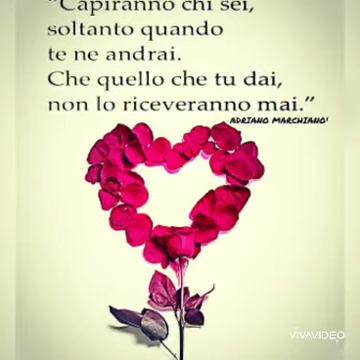 “Capiranno chi sei,
soltanto quando
te ne andrai.
Che quello che tu dai,
non lo riceveranno mai.”
ADRIANO MARCHIANO'
VIVAVIDEO